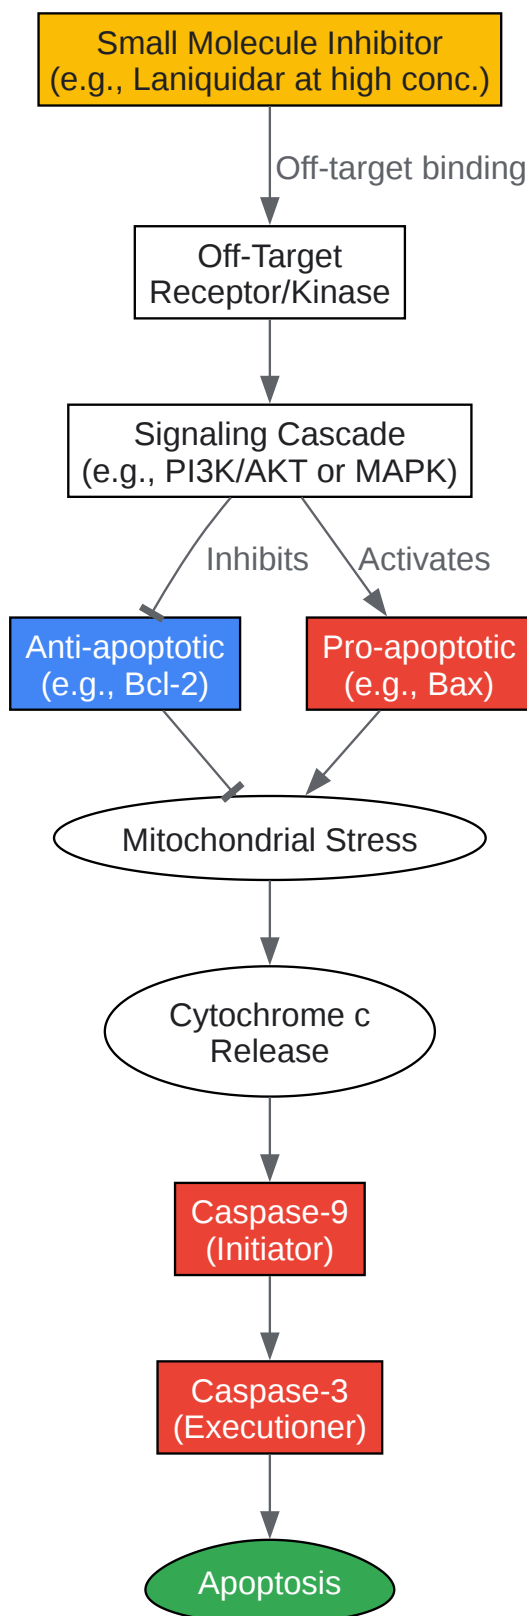 Small Molecule Inhibitor
(e.g., Laniquidar at high conc.)
Off-target binding
Off-Target
Receptor/Kinase
Signaling Cascade
(e.g., PI3K/AKT or MAPK)
Inhibits
Activates
Anti-apoptotic
(e.g., Bcl-2)
Pro-apoptotic
(e.g., Bax)
Mitochondrial Stress
Cytochrome c
Release
Caspase-9
(Initiator)
Caspase-3
(Executioner)
Apoptosis